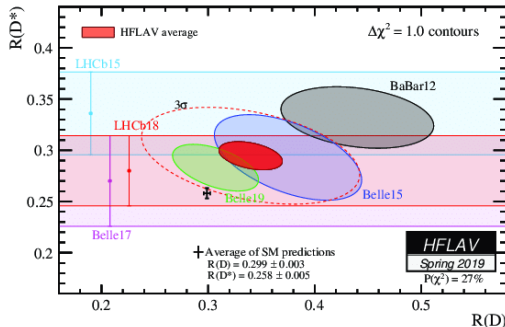 R(D*)
HFLAV average
Δχ² = 1.0 contours
0.4
LHCb15
BaBar12
3σ
0.35
LHCb18
0.3
Belle15
Belle19
0.25
Belle17
Average of SM predictions
R(D) = 0.299 ± 0.003
R(D*) = 0.258 ± 0.005
HFLAV
Spring 2019
P(χ²) = 27%
0.2
0.2 0.3 0.4 0.5
R(D)